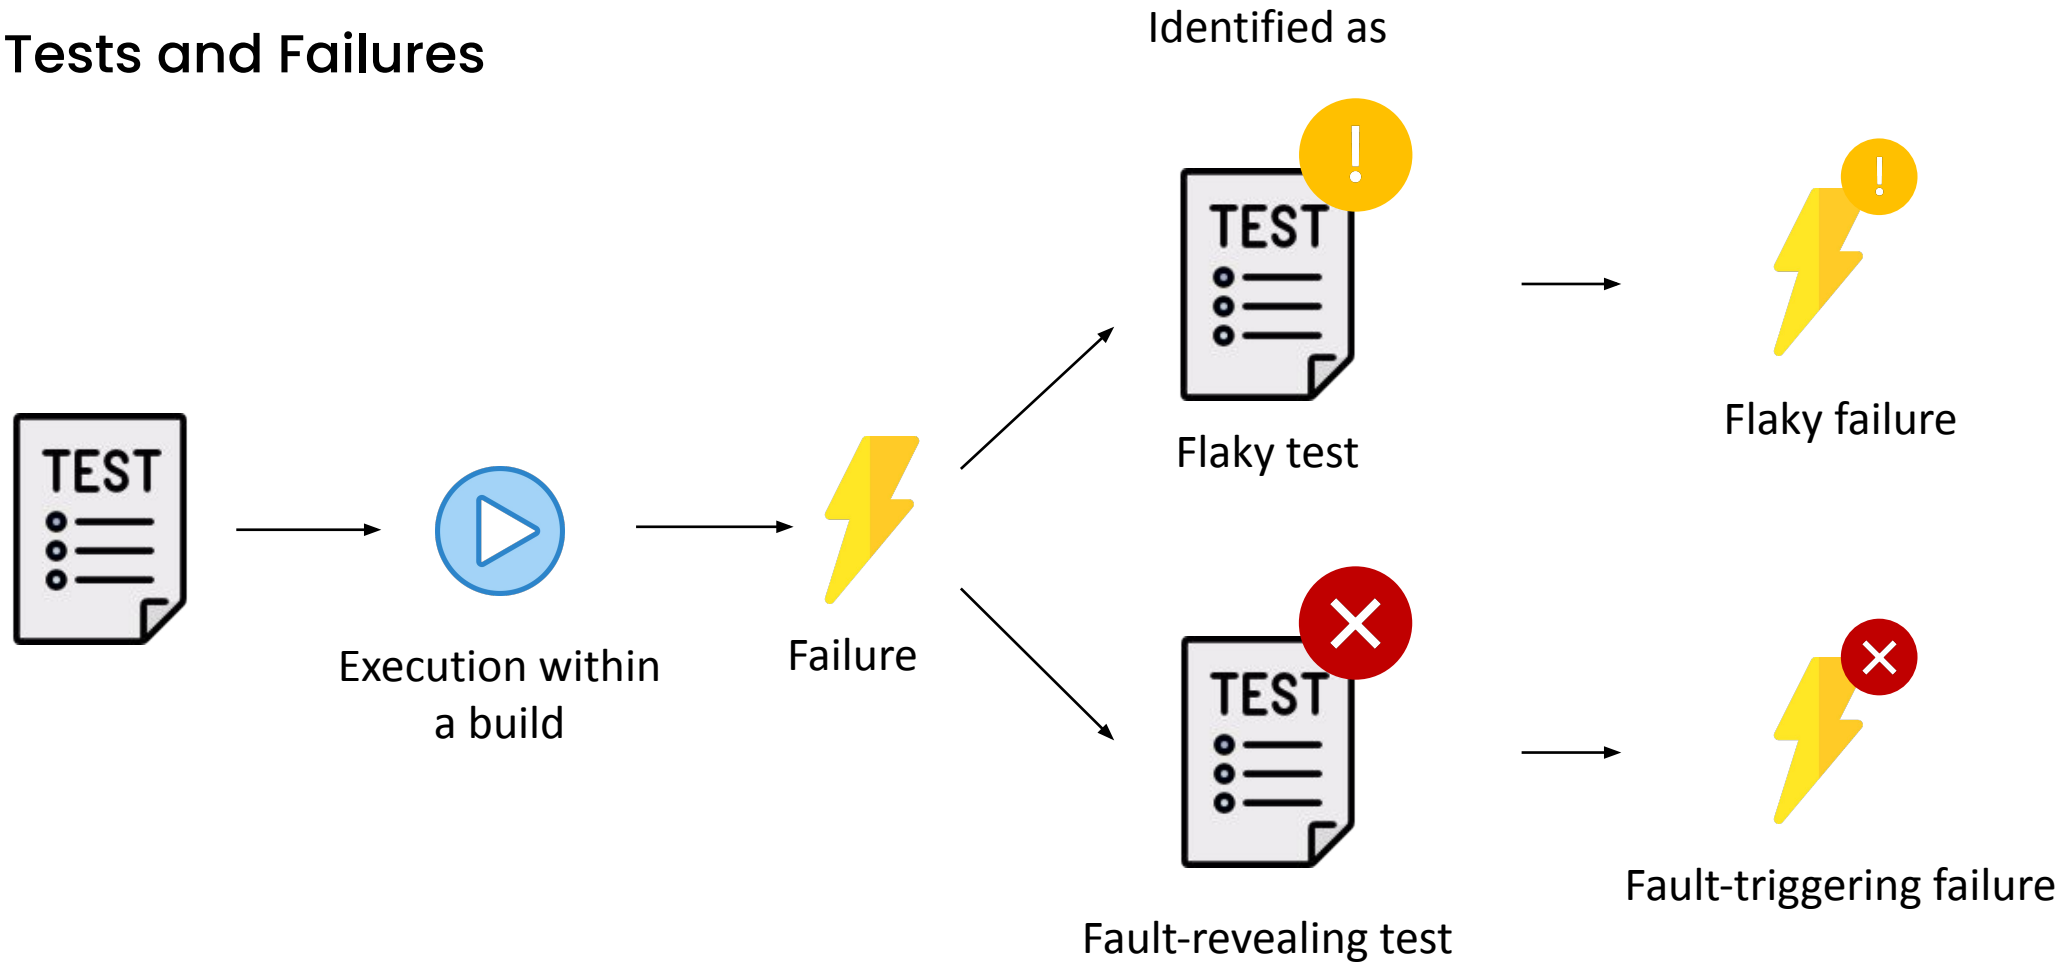 Tests and Failures
Identified as
TEST
Flaky test
Flaky failure
TEST
Execution within
a build
Failure
TEST
Fault-revealing test
Fault-triggering failure